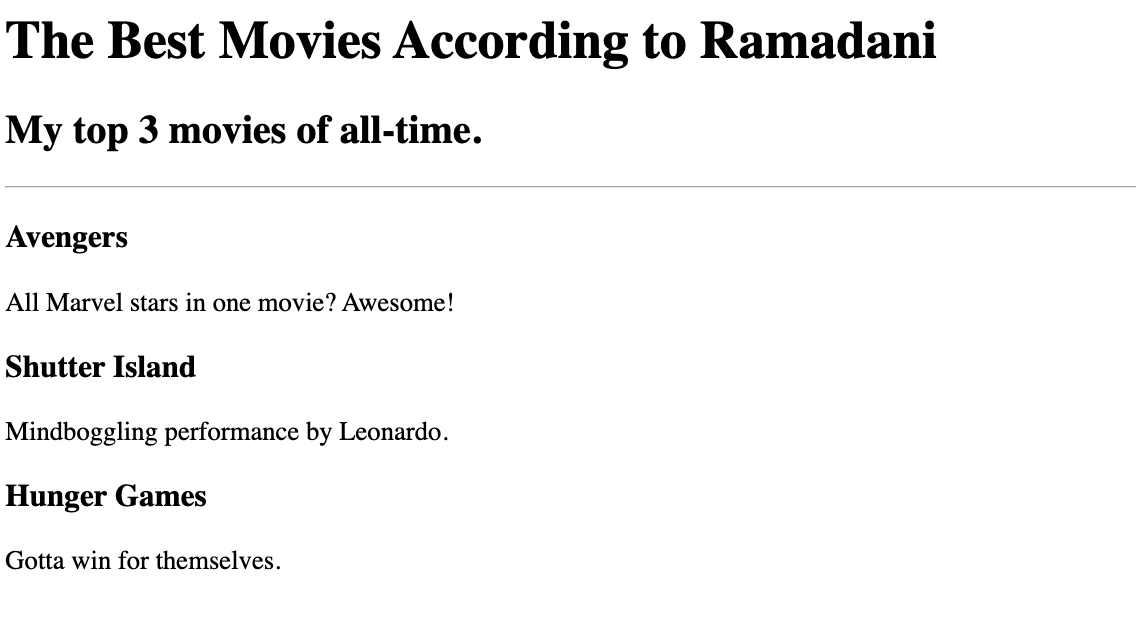 The Best Movies According to Ramadani
My top 3 movies of all-time.
Avengers
All Marvel stars in one movie? Awesome!
Shutter Island
Mindboggling performance by Leonardo.
Hunger Games
Gotta win for themselves.